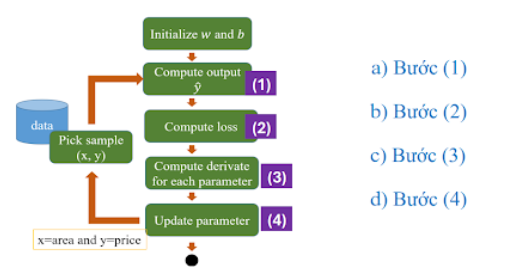 Initialize w and b
Compute output
ŷ
(1)
Compute loss
(2)
Compute derivate
for each parameter
(3)
Update parameter
(4)
data
Pick sample
(x, y)
x=area and y=price
a) Bước (1)
b) Bước (2)
c) Bước (3)
d) Bước (4)